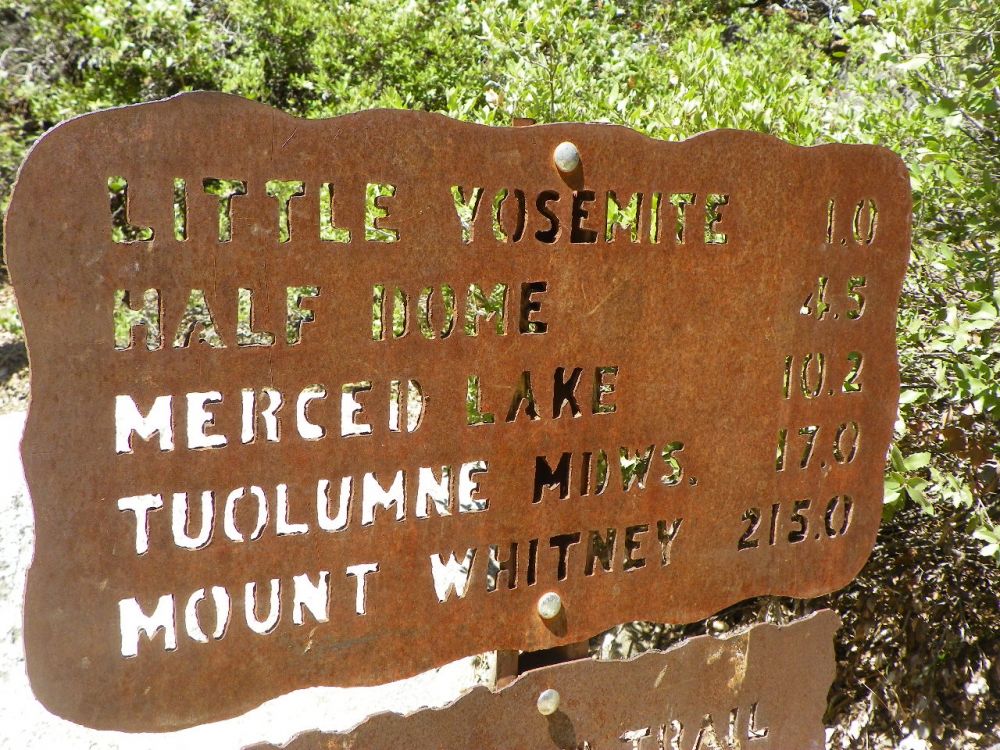 LITTLE YOSEMITE 1.0
HALF DOME 4.5
MERCED LAKE 10.2
TUOLUMNE MDWS. 17.0
MOUNT WHITNEY 215.0
TRAIL